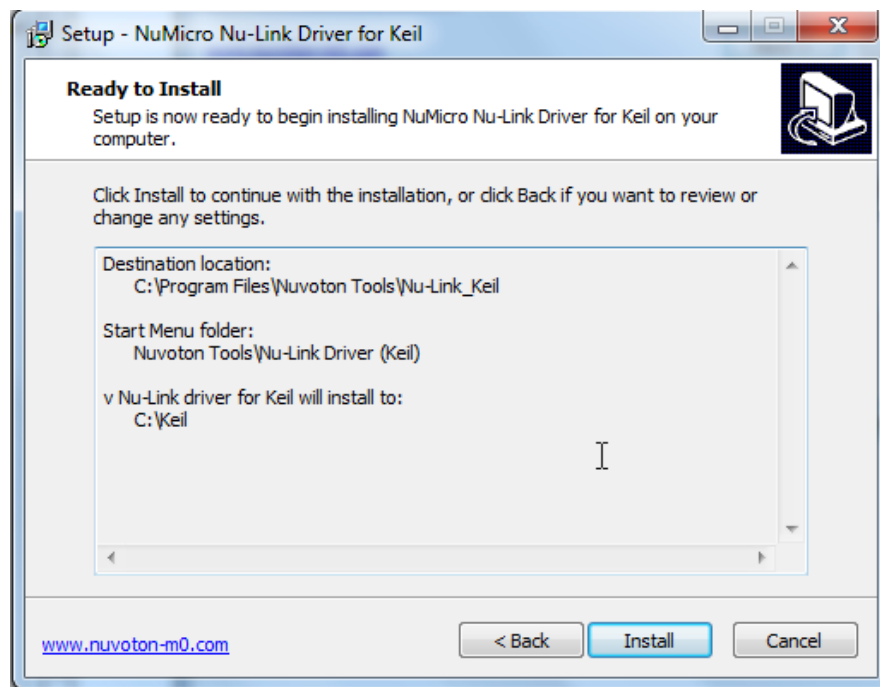 Setup - NuMicro Nu-Link Driver for Keil
Ready to Install
Setup is now ready to begin installing NuMicro Nu-Link Driver for Keil on your
computer.
Click Install to continue with the installation, or click Back if you want to review or
change any settings.
Destination location:
C:\Program Files\Nuvoton Tools\Nu-Link_Keil
Start Menu folder:
Nuvoton Tools\Nu-Link Driver (Keil)
v Nu-Link driver for Keil will install to:
C:\Keil
www.nuvoton-m0.com
< Back
Install
Cancel